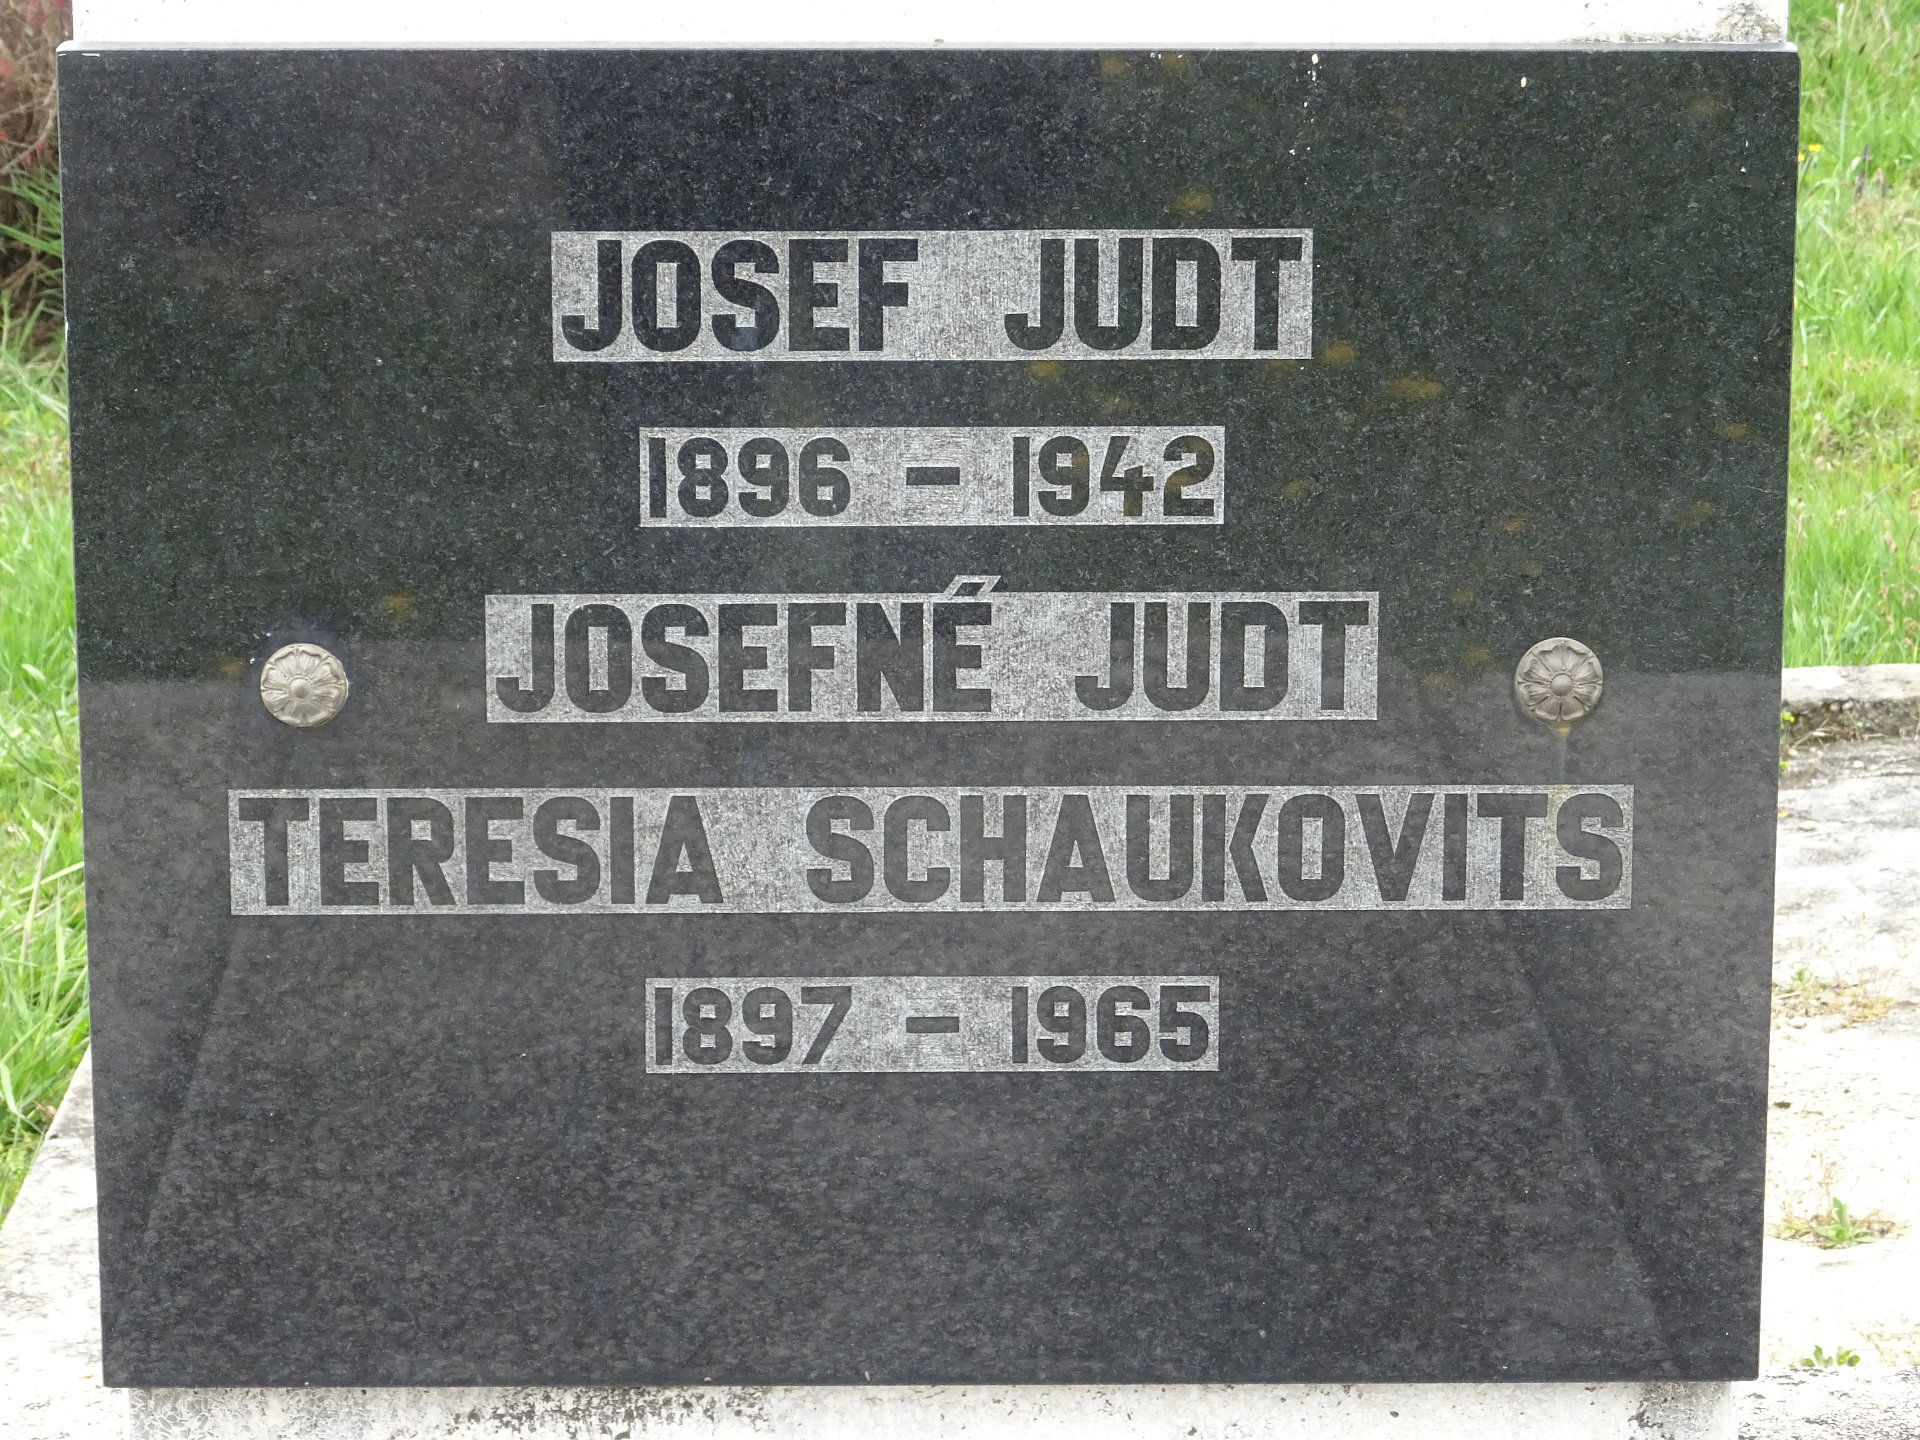 JOSEF JUDT
1896 - 1942
JOSEFNÉ JUDT
TERESIA SCHAUKOVITS
1897 - 1965